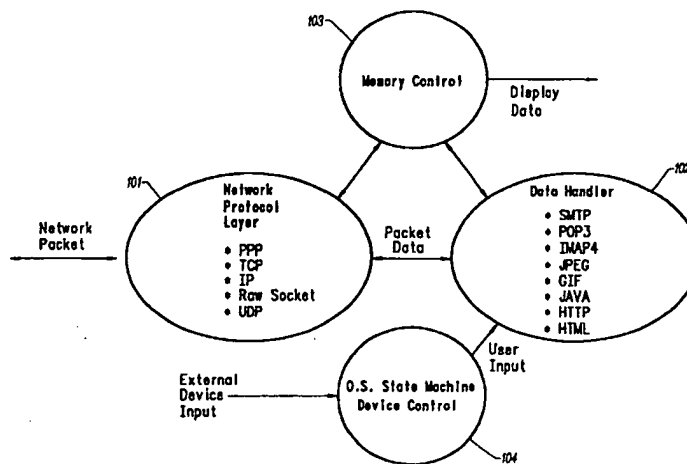 103
Memory Control
Display
Data
101
Network
Protocol
Layer
* PPP
* TCP
* IP
* Raw Socket
* UDP
Network
Packet
Packet
Data
102
Data Handler
* SMTP
* POP3
* IMAP4
* JPEG
* GIF
* JAVA
* HTTP
* HTML
User
Input
External
Device
Input
O.S. State Machine
Device Control
104